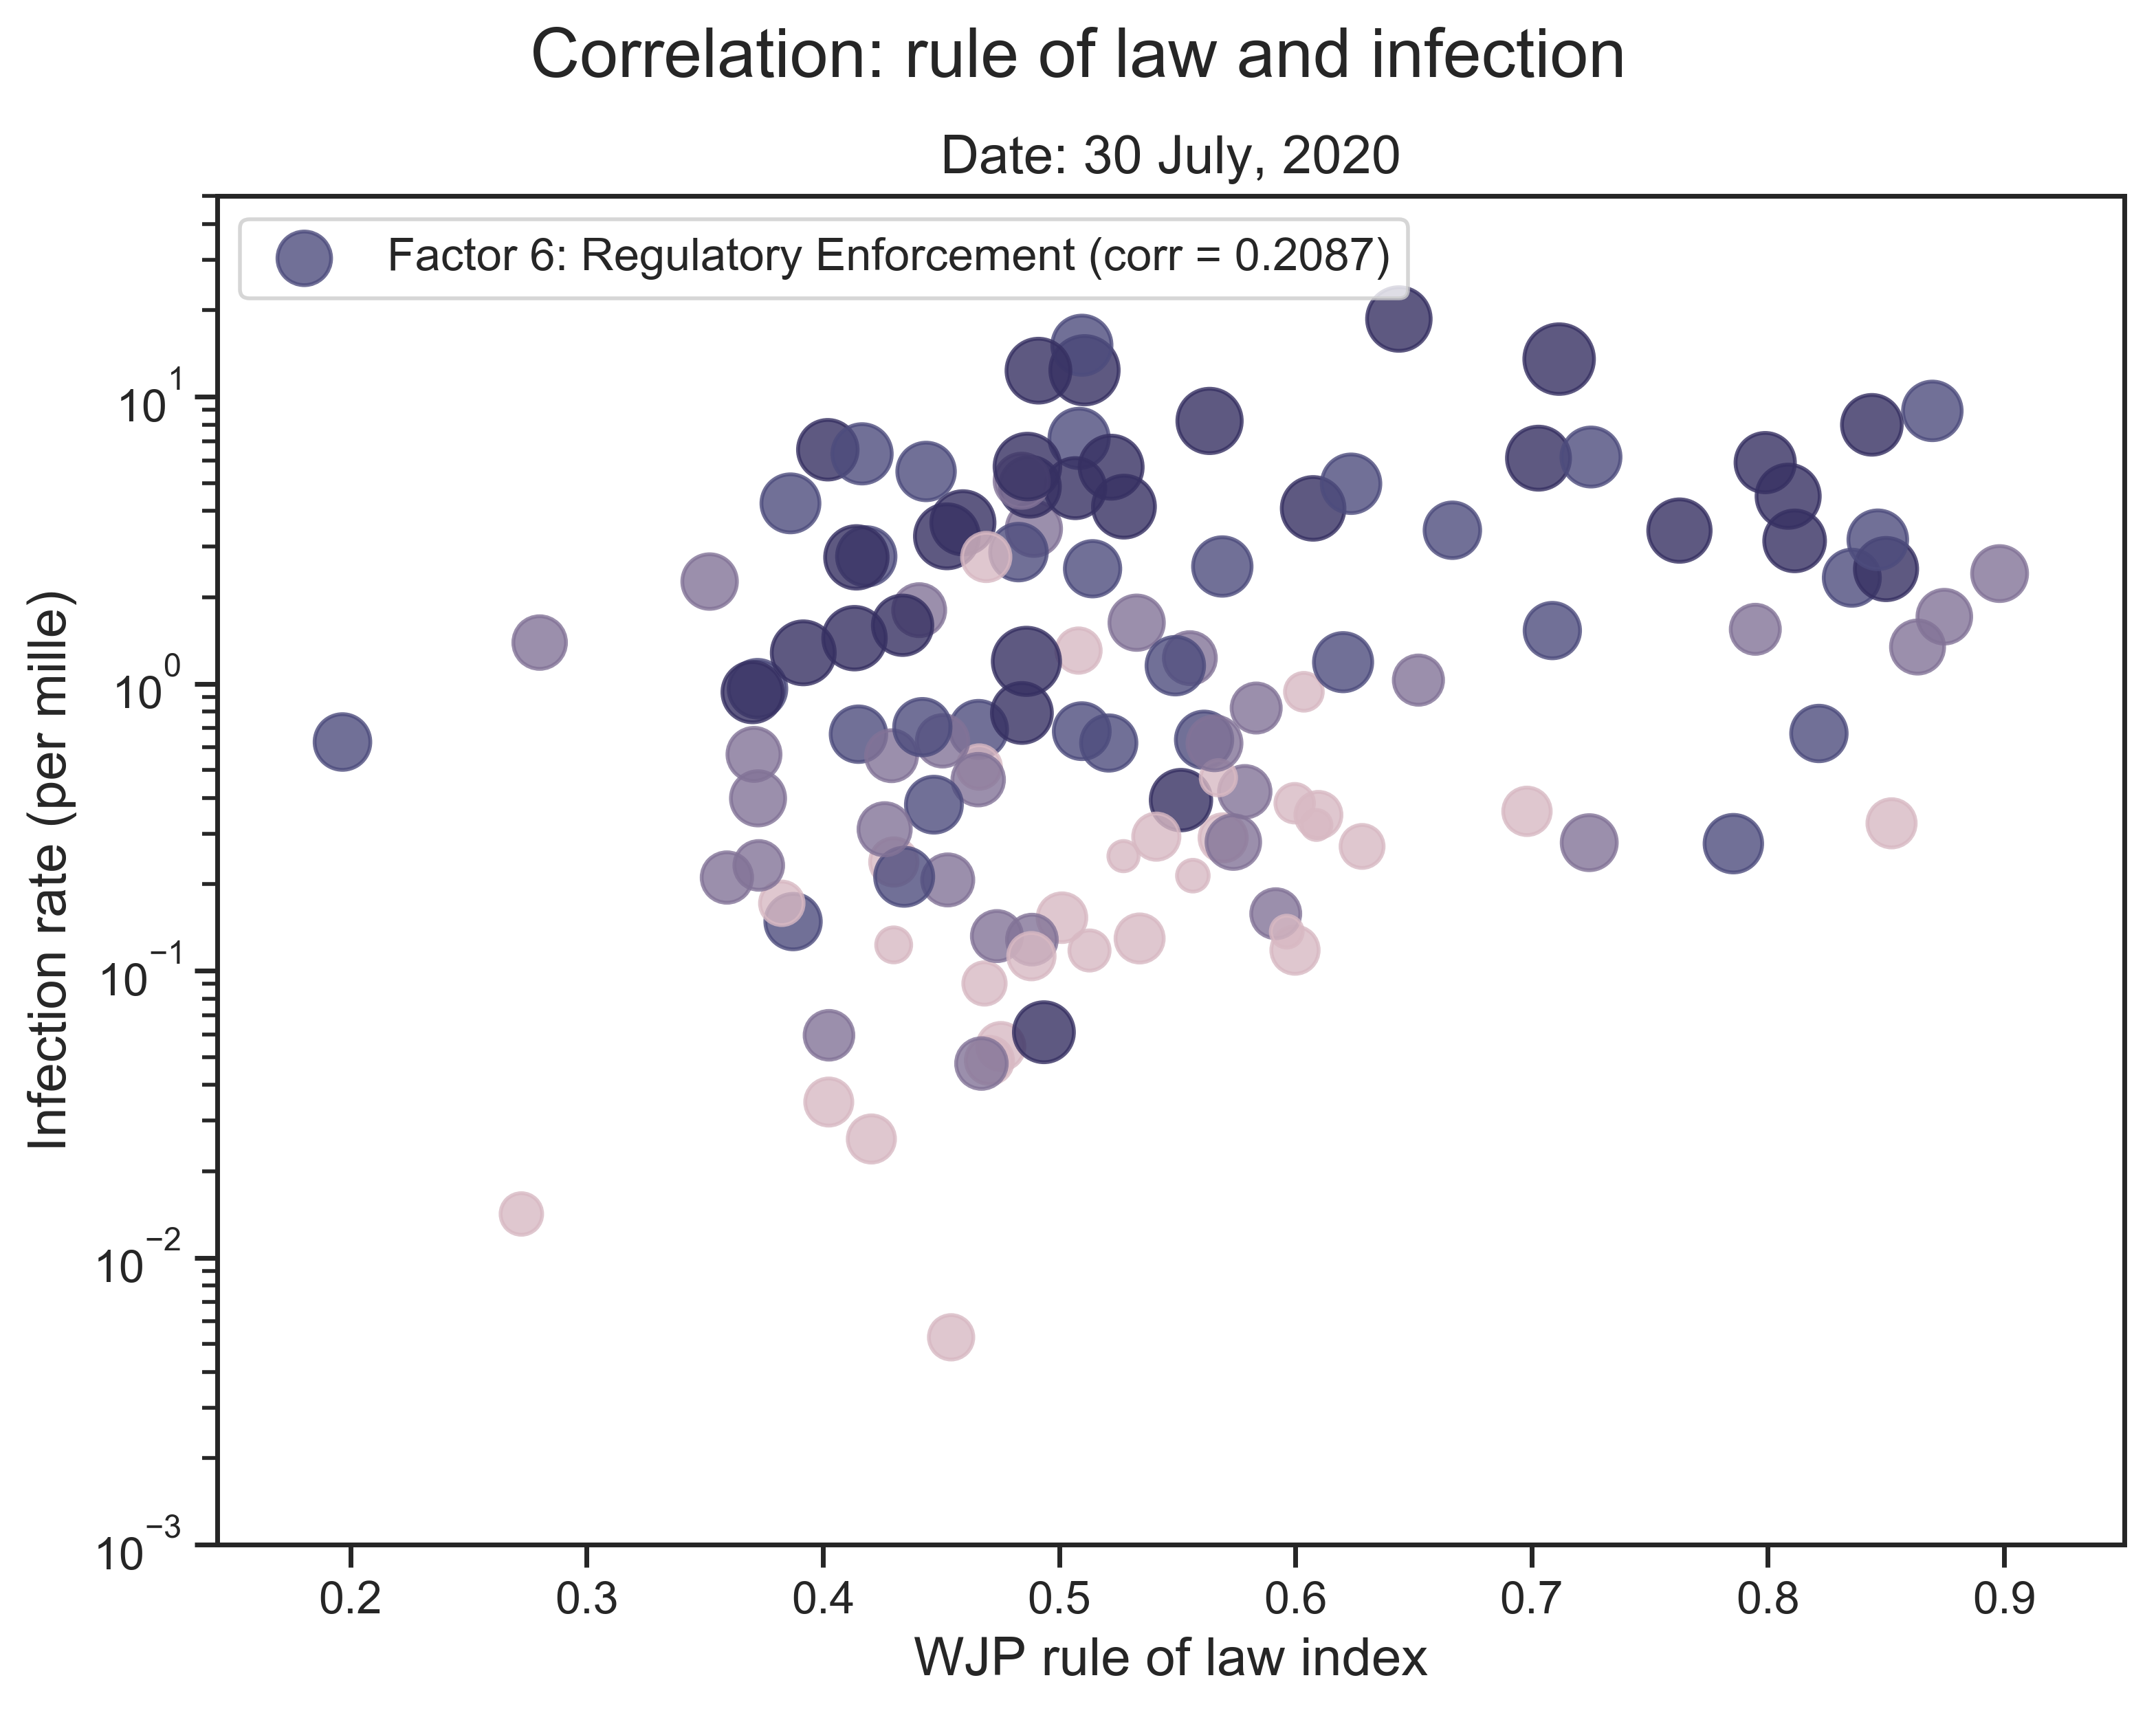 Correlation: rule of law and infection
Date: 30 July, 2020
Factor 6: Regulatory Enforcement (corr = 0.2087)
Infection rate (per mille)
10^1
10^0
10^−1
10^−2
10^−3
0.2 0.3 0.4 0.5 0.6 0.7 0.8 0.9
WJP rule of law index